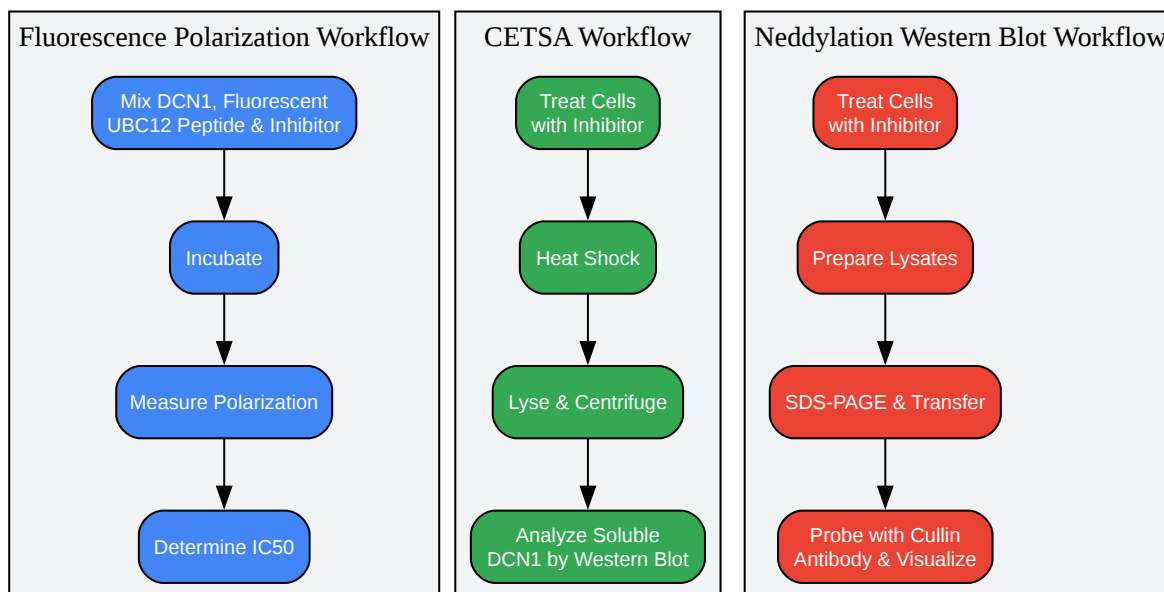 Fluorescence Polarization Workflow
Mix DCN1, Fluorescent
UBC12 Peptide & Inhibitor
Incubate
Measure Polarization
Determine IC50
CETSA Workflow
Treat Cells
with Inhibitor
Heat Shock
Lyse & Centrifuge
Analyze Soluble
DCN1 by Western Blot
Neddylation Western Blot Workflow
Treat Cells
with Inhibitor
Prepare Lysates
SDS-PAGE & Transfer
Probe with Cullin
Antibody & Visualize